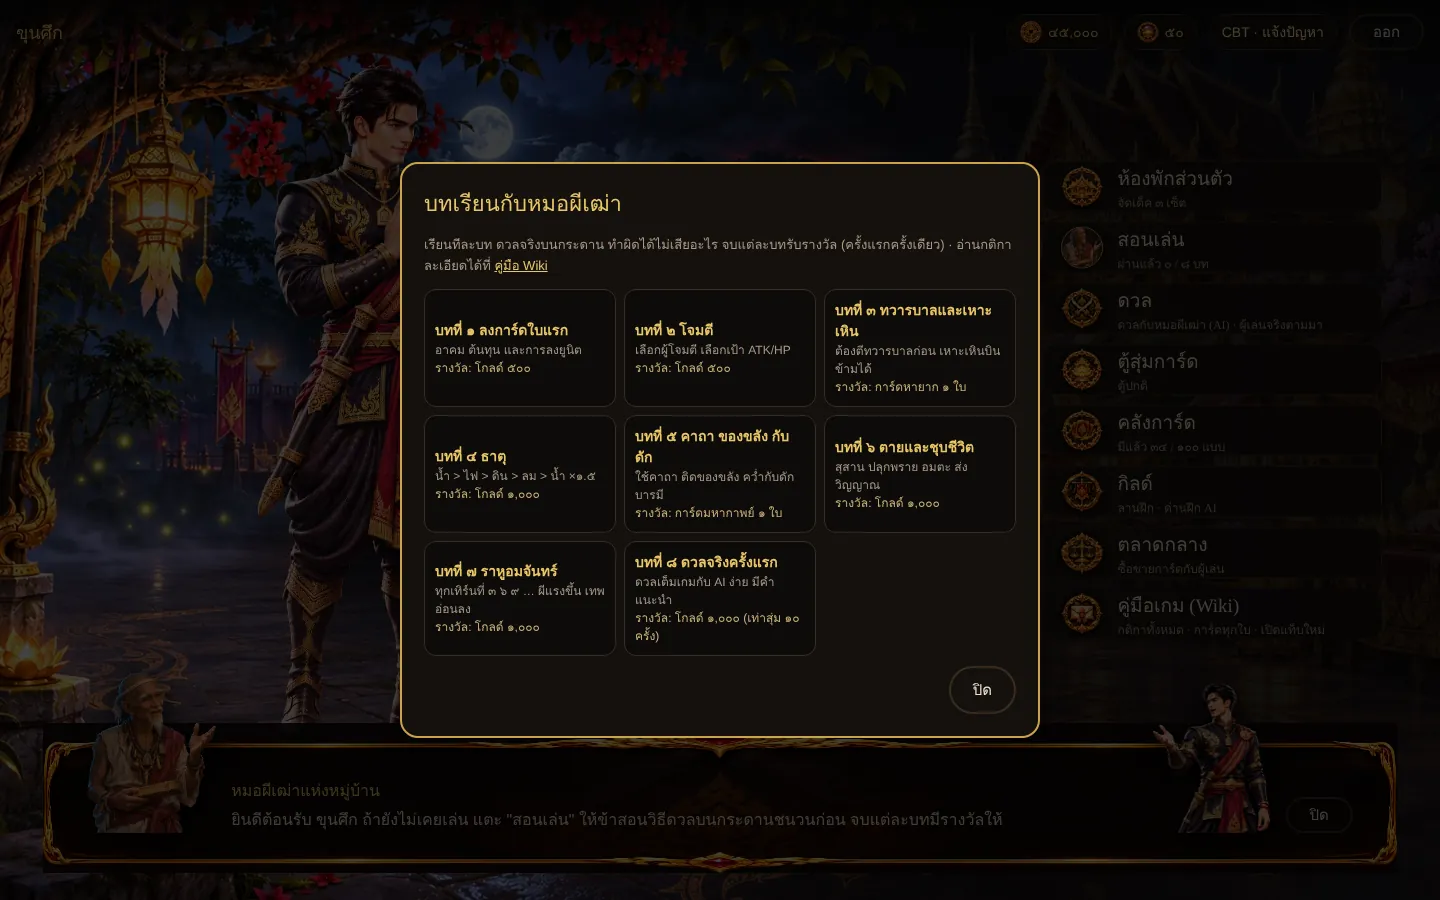 ขุนศึก
๔๕,๐๐๐
๕๐
CBT · แจ้งปัญหา
ออก
บทเรียนกับหมอผีเฒ่า
เรียนทีละบท ดวลจริงบนกระดาน ทำผิดได้ไม่เสียอะไร จบแต่ละบทรับรางวัล (ครั้งแรกครั้งเดียว) · อ่านกติกา
ละเอียดได้ที่ คู่มือ Wiki
บทที่ ๑ ลงการ์ดใบแรก
อาคม ต้นทุน และการลงยูนิต
รางวัล: โกลด์ ๕๐๐
บทที่ ๒ โจมตี
เลือกผู้โจมตี เลือกเป้า ATK/HP
รางวัล: โกลด์ ๕๐๐
บทที่ ๓ ทวารบาลและเหาะ
เหิน
ต้องตีทวารบาลก่อน เหาะเหินบิน
ข้ามได้
รางวัล: การ์ดหายาก ๑ ใบ
บทที่ ๔ ธาตุ
น้ำ > ไฟ > ดิน > ลม > น้ำ ×๑.๕
รางวัล: โกลด์ ๑,๐๐๐
บทที่ ๕ คาถา ของขลัง กับ
ดัก
ใช้คาถา ติดของขลัง คว่ำกับดัก
บารมี
รางวัล: การ์ดมหากาพย์ ๑ ใบ
บทที่ ๖ ตายและชุบชีวิต
สุสาน ปลุกพราย อมตะ ส่ง
วิญญาณ
รางวัล: โกลด์ ๑,๐๐๐
บทที่ ๗ ราหูอมจันทร์
ทุกเทิร์นที่ ๓ ๖ ๙ … ผีแรงขึ้น เทพ
อ่อนลง
รางวัล: โกลด์ ๑,๐๐๐
บทที่ ๘ ดวลจริงครั้งแรก
ดวลเต็มเกมกับ AI ง่าย มีคำ
แนะนำ
รางวัล: โกลด์ ๑,๐๐๐ (เท่าสุ่ม ๑๐
ครั้ง)
ปิด
ห้องพักส่วนตัว
จัดเด็ค ๓ เซ็ต
สอนเล่น
ผ่านแล้ว ๐ / ๘ บท
ดวล
ดวลกับหมอผีเฒ่า (AI) · ผู้เล่นจริงตามมา
ตู้สุ่มการ์ด
ตู้ปกติ
คลังการ์ด
มีแล้ว ๓๔ / ๑๐๐ แบบ
กิลด์
ลานฝึก · ด่านฝึก AI
ตลาดกลาง
ซื้อขายการ์ดกับผู้เล่น
คู่มือเกม (Wiki)
กติกาทั้งหมด · การ์ดทุกใบ · เปิดแท็บใหม่
หมอผีเฒ่าแห่งหมู่บ้าน
ยินดีต้อนรับ ขุนศึก ถ้ายังไม่เคยเล่น แตะ "สอนเล่น" ให้ข้าสอนวิธีดวลบนกระดานชนวนก่อน จบแต่ละบทมีรางวัลให้
ปิด